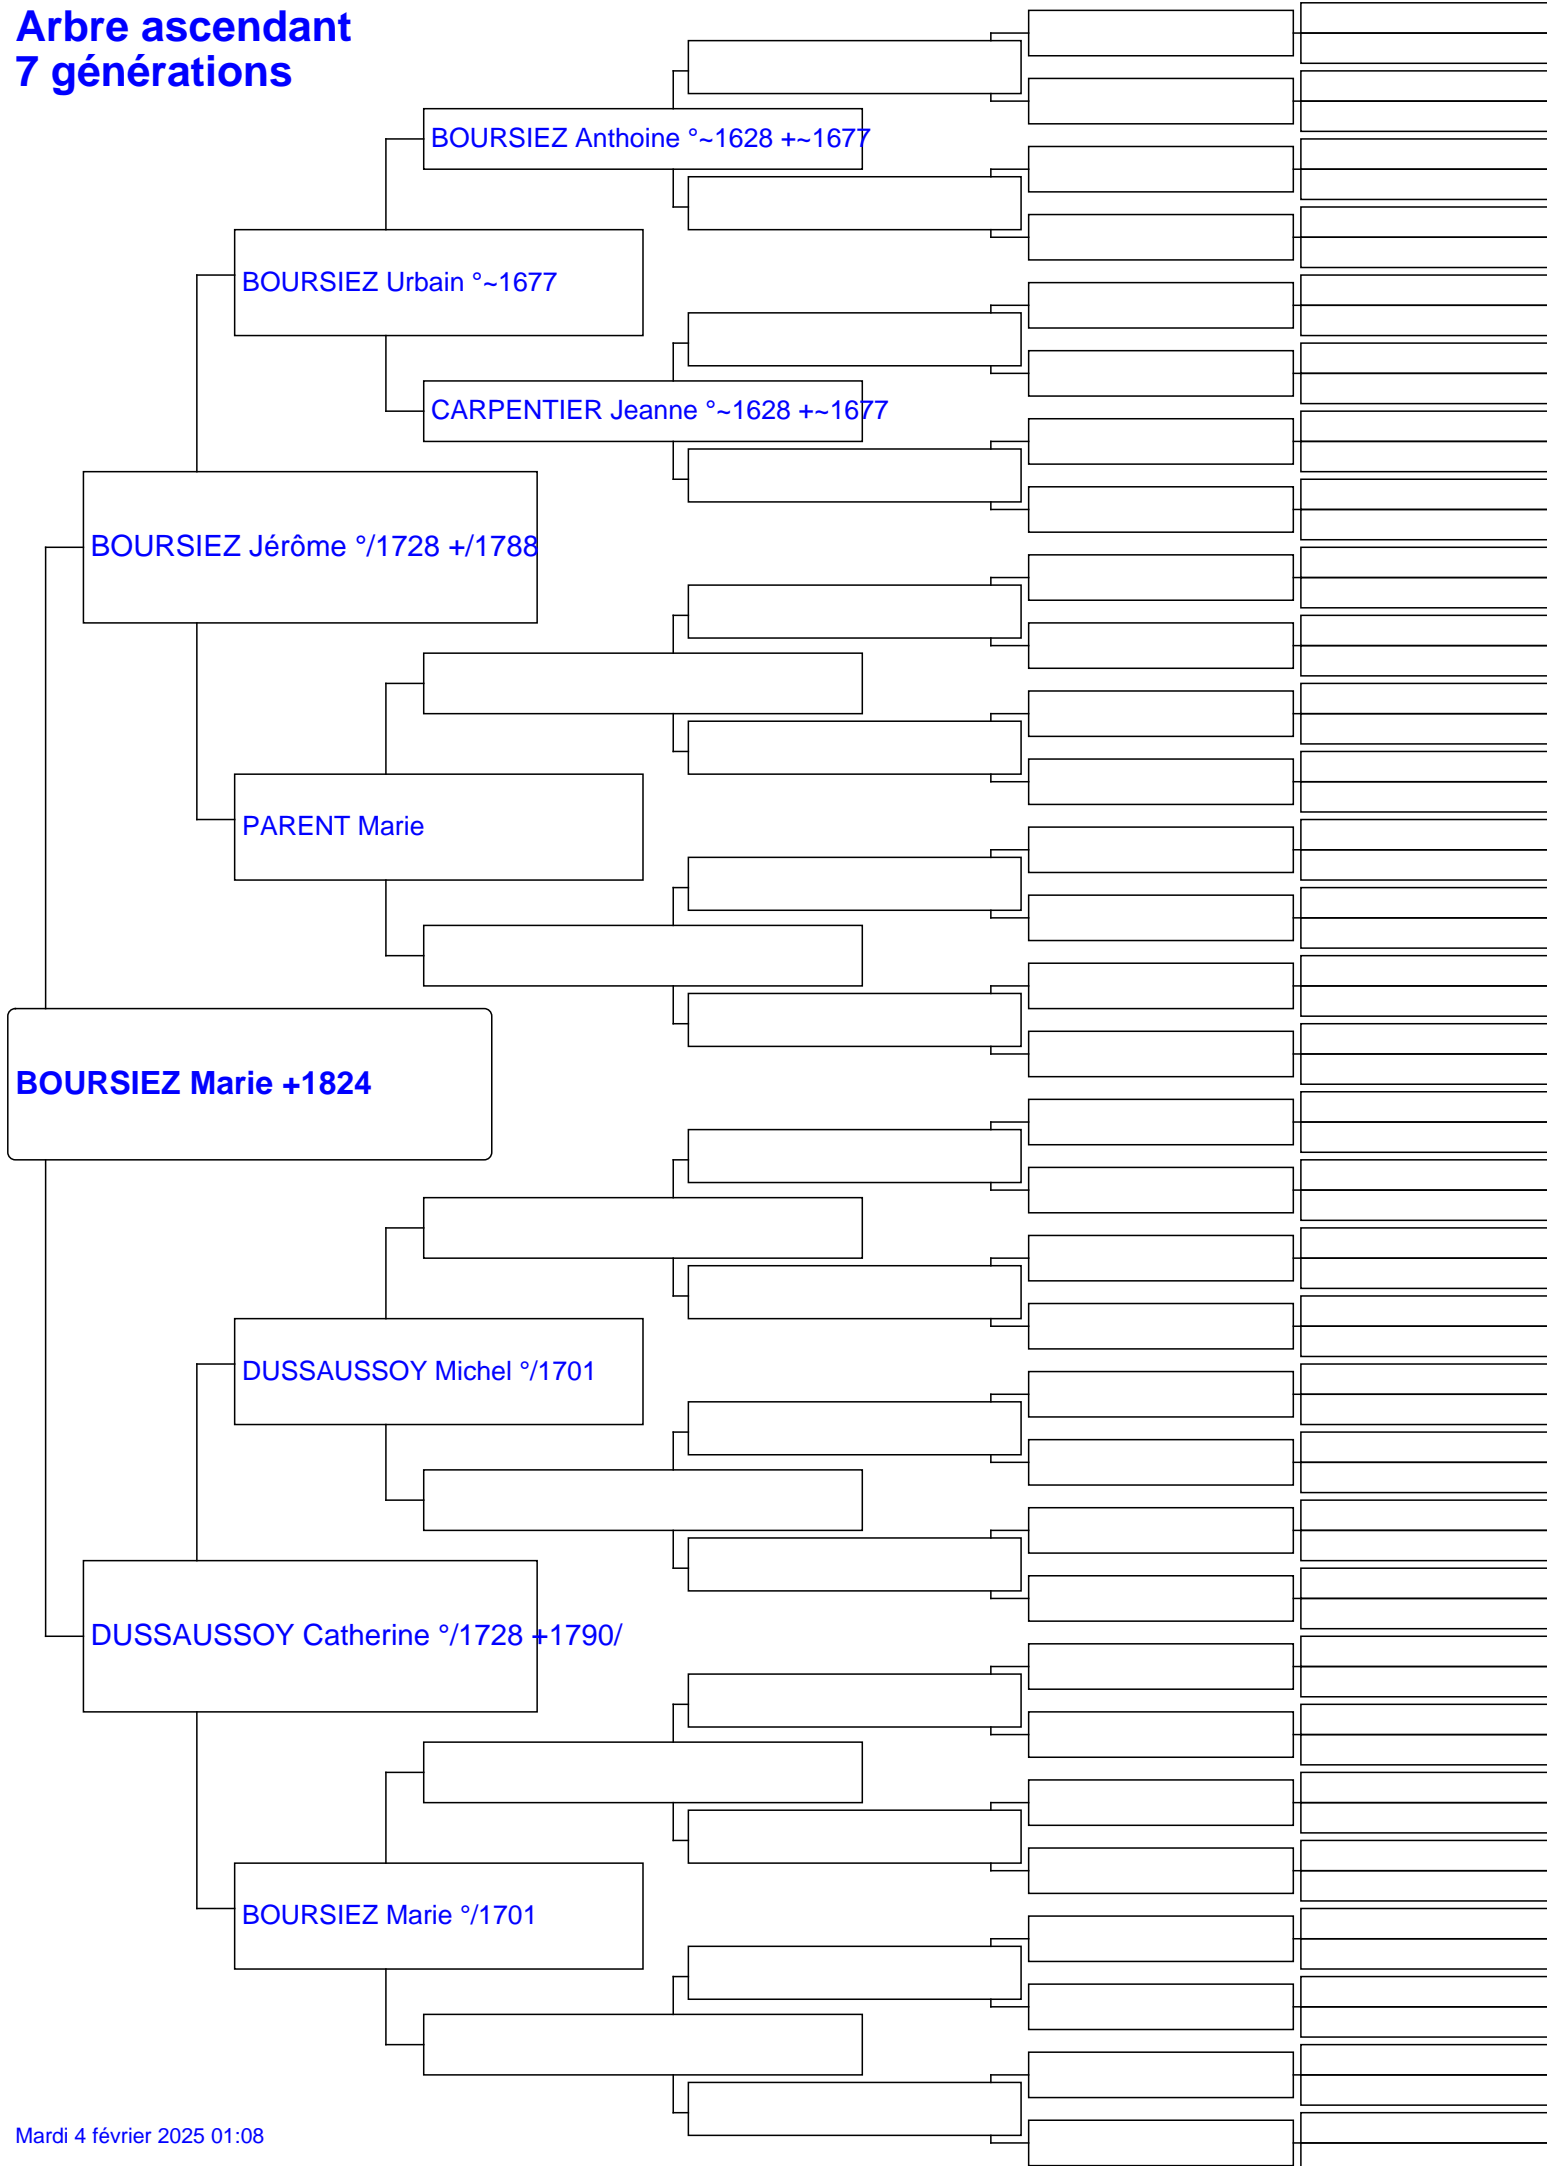 Arbre ascendant
7 générations
BOURSIEZ Anthoine °~1628 +~1677
BOURSIEZ Urbain °~1677
CARPENTIER Jeanne °~1628 +~1677
BOURSIEZ Jérôme °/1728 +/1788
PARENT Marie
BOURSIEZ Marie +1824
DUSSAUSSOY Michel °/1701
DUSSAUSSOY Catherine °/1728 +1790/
BOURSIEZ Marie °/1701
Mardi 4 février 2025 01:08